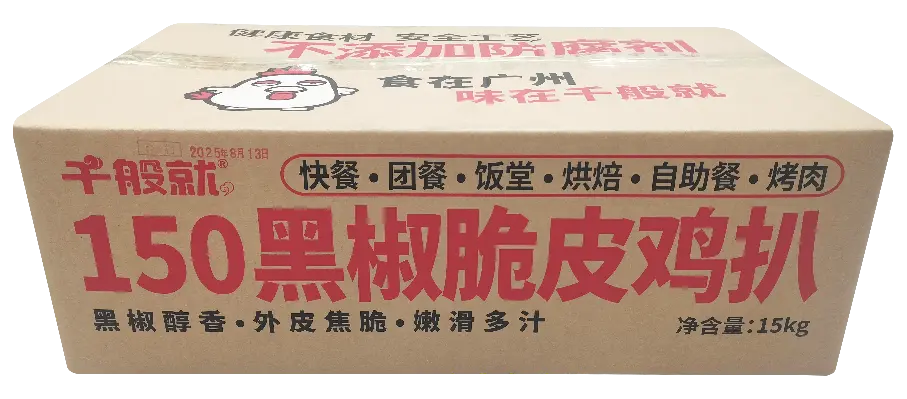 健康食材 安全工艺
不添加防腐剂
食在广州
味在千般就
2025年8月13日
千般就®
快餐·团餐·饭堂·烘焙·自助餐·烤肉
150黑椒脆皮鸡扒
黑椒醇香·外皮焦脆·嫩滑多汁
净含量:15kg